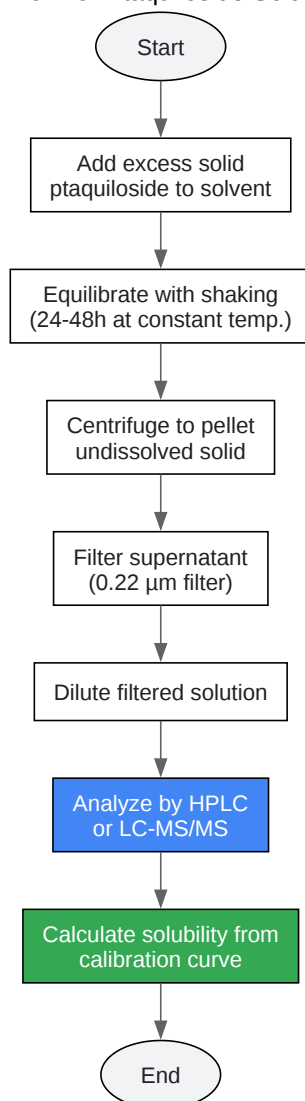 Start
Add excess solid
ptaquiloside to solvent
Equilibrate with shaking
(24-48h at constant temp.)
Centrifuge to pellet
undissolved solid
Filter supernatant
(0.22 µm filter)
Dilute filtered solution
Analyze by HPLC
or LC-MS/MS
Calculate solubility from
calibration curve
End